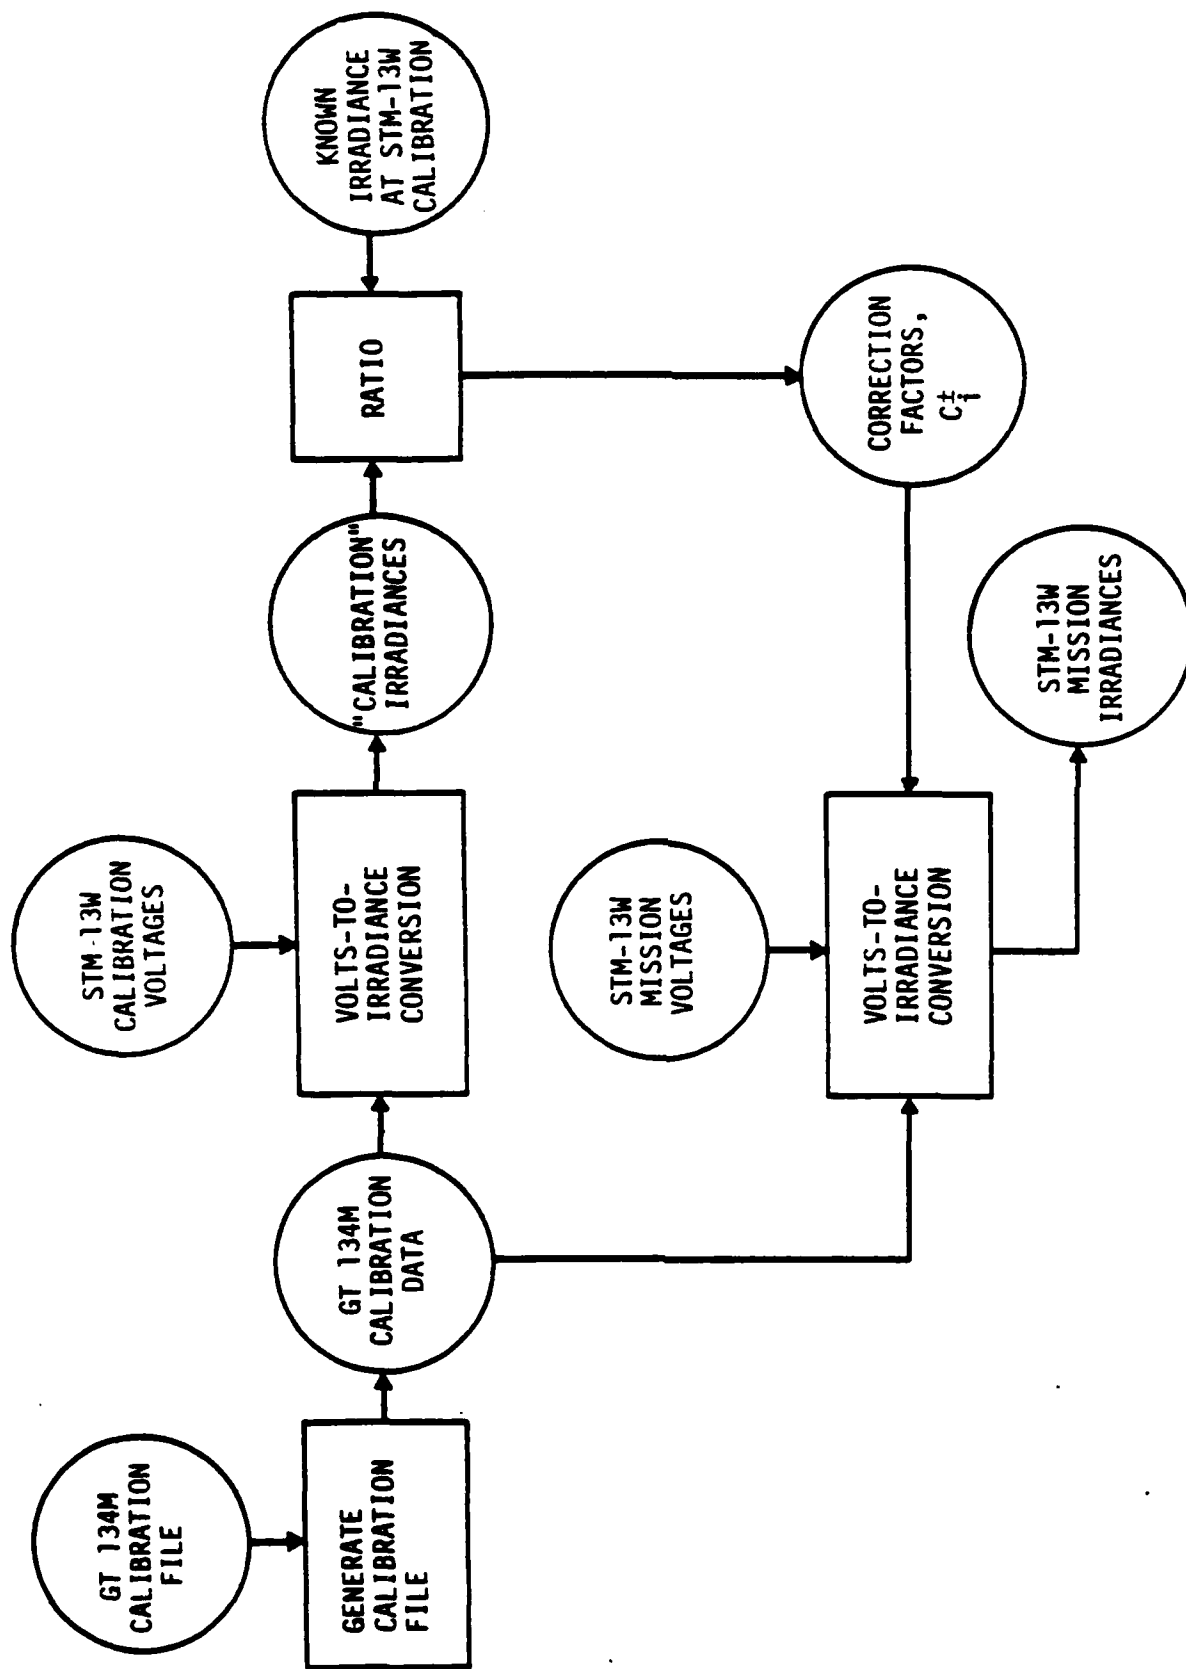 GT 134M
CALIBRATION
FILE
GENERATE
CALIBRATION
FILE
GT 134M
CALIBRATION
DATA
STM-13W
CALIBRATION
VOLTAGES
VOLTS-TO-
IRRADIANCE
CONVERSION
"CALIBRATION"
IRRADIANCES
RATIO
KNOWN
IRRADIANCE
AT STM-13W
CALIBRATION
STM-13W
MISSION
VOLTAGES
VOLTS-TO-
IRRADIANCE
CONVERSION
CORRECTION
FACTORS,
C±i
STM-13W
MISSION
IRRADIANCES